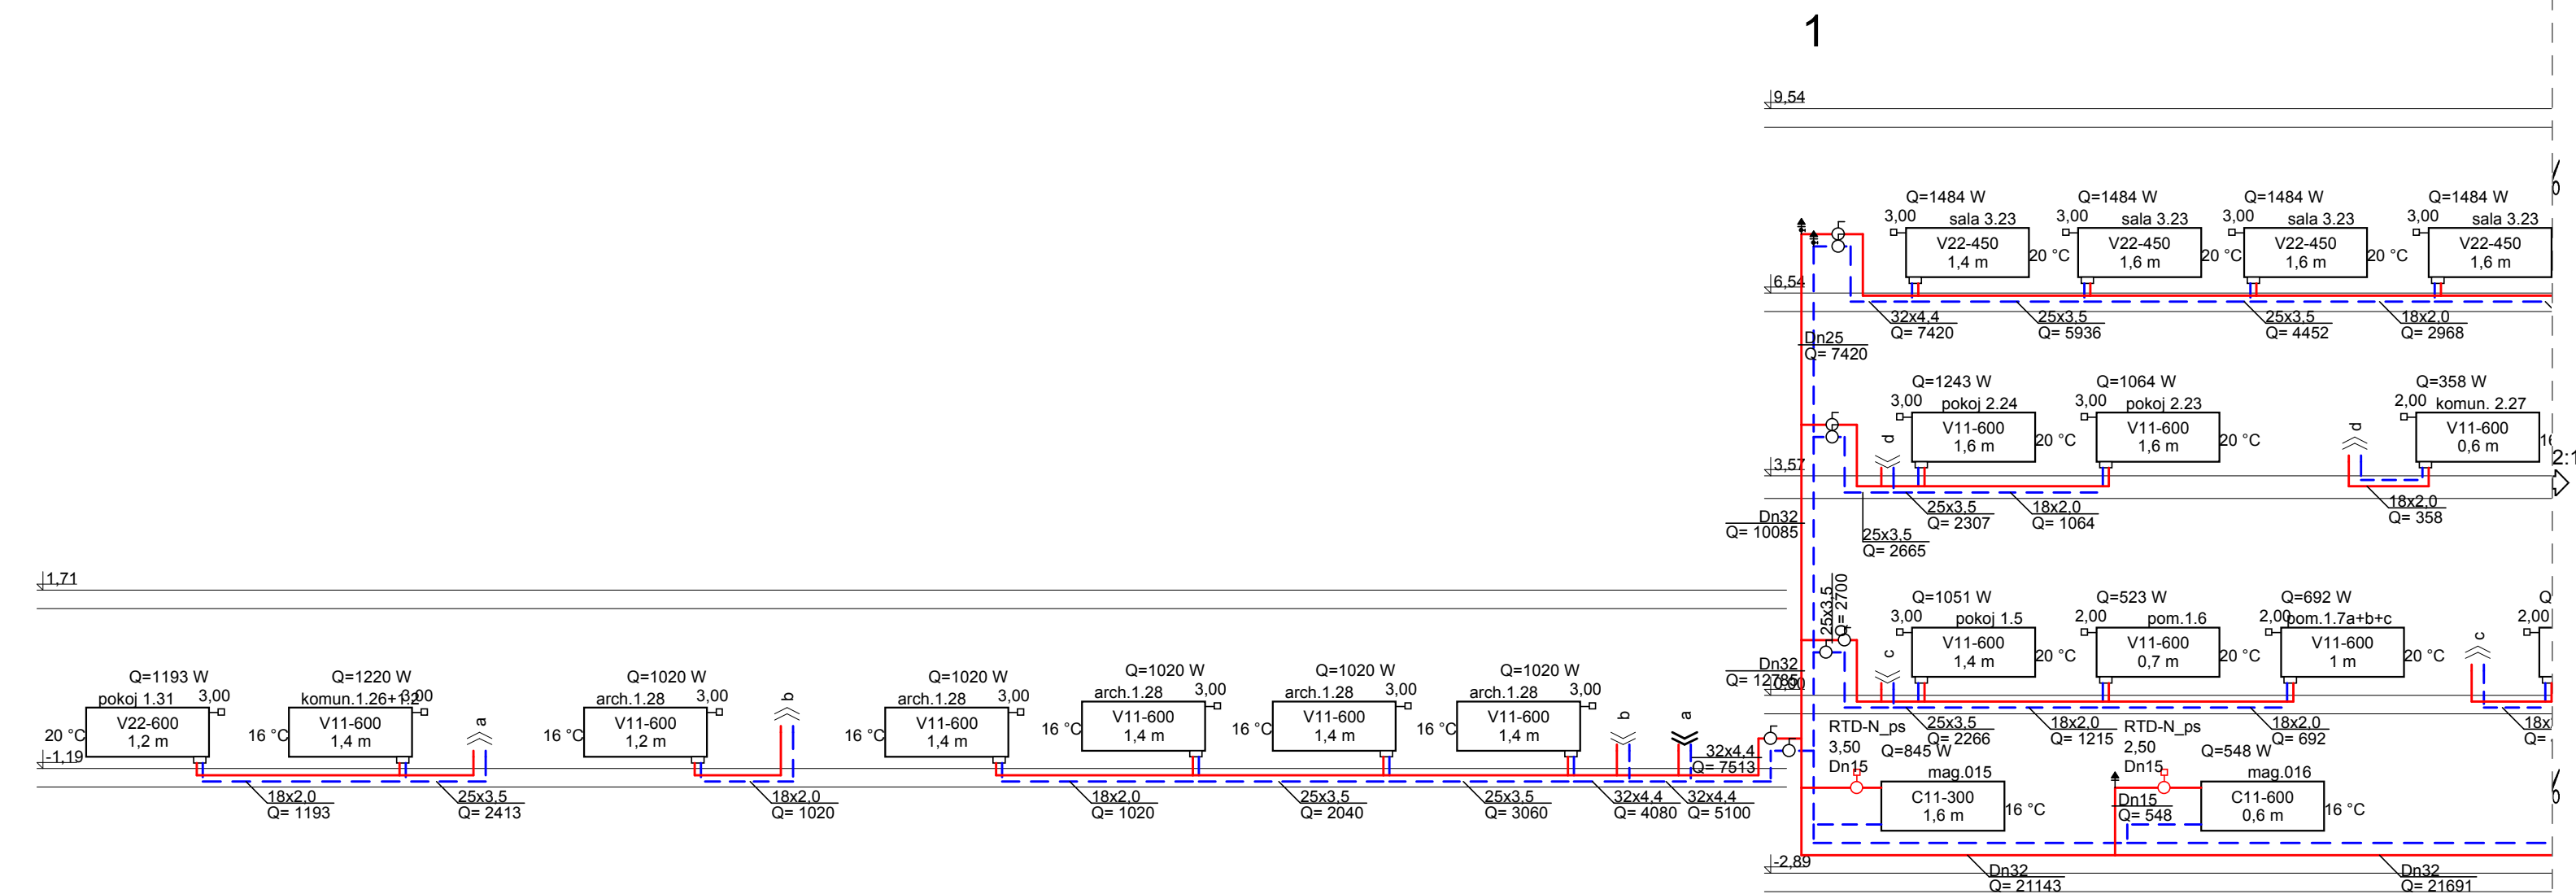 1
9,54
Q=1484 W
Q=1484 W
Q=1484 W
Q=1484 W
3,00 sala 3.23
3,00 sala 3.23
3,00 sala 3.23
3,00 sala 3.23
V22-450
1,4 m
20 °C
V22-450
1,6 m
20 °C
V22-450
1,6 m
20 °C
V22-450
1,6 m
6,54
32x4,4
Q= 7420
25x3,5
Q= 5936
25x3,5
Q= 4452
18x2,0
Q= 2968
Dn25
Q= 7420
Q=1243 W
Q=1064 W
Q=358 W
3,00 pokoj 2.24
3,00 pokoj 2.23
2,00 komun. 2.27
d
V11-600
1,6 m
20 °C
V11-600
1,6 m
20 °C
d
V11-600
0,6 m
3,57
25x3,5
Q= 2307
18x2,0
Q= 1064
18x2,0
Q= 358
Dn32
Q= 10085
25x3,5
Q= 2665
1,71
25x3,5
Q= 2700
Q=1051 W
Q=523 W
Q=692 W
3,00 pokoj 1.5
2,00 pom.1.6
2,00 pom.1.7a+b+c
2,00
c
V11-600
1,4 m
20 °C
V11-600
0,7 m
20 °C
V11-600
1 m
20 °C
c
Dn32
Q= 12785
0,00
25x3,5
Q= 2266
18x2,0
Q= 1215
18x2,0
Q= 692
18x
Q=
Q=1193 W
Q=1220 W
Q=1020 W
Q=1020 W
Q=1020 W
Q=1020 W
Q=1020 W
pokoj 1.31 3,00
komun.1.26+1.2 3,00
arch.1.28 3,00
arch.1.28 3,00
arch.1.28 3,00
arch.1.28 3,00
arch.1.28 3,00
20 °C
V22-600
1,2 m
16 °C
V11-600
1,4 m
a
16 °C
V11-600
1,2 m
b
16 °C
V11-600
1,4 m
16 °C
V11-600
1,4 m
16 °C
V11-600
1,4 m
16 °C
V11-600
1,4 m
b
a
32x4,4
Q= 7513
-1,19
18x2,0
Q= 1193
25x3,5
Q= 2413
18x2,0
Q= 1020
18x2,0
Q= 1020
25x3,5
Q= 2040
25x3,5
Q= 3060
32x4,4
Q= 4080
32x4,4
Q= 5100
RTD-N_ps
3,50
Dn15
Q=845 W
mag.015
C11-300
1,6 m
16 °C
RTD-N_ps
2,50
Dn15
Q=548 W
mag.016
Dn15
Q= 548
C11-600
0,6 m
16 °C
-2,89
Dn32
Q= 21143
Dn32
Q= 21691